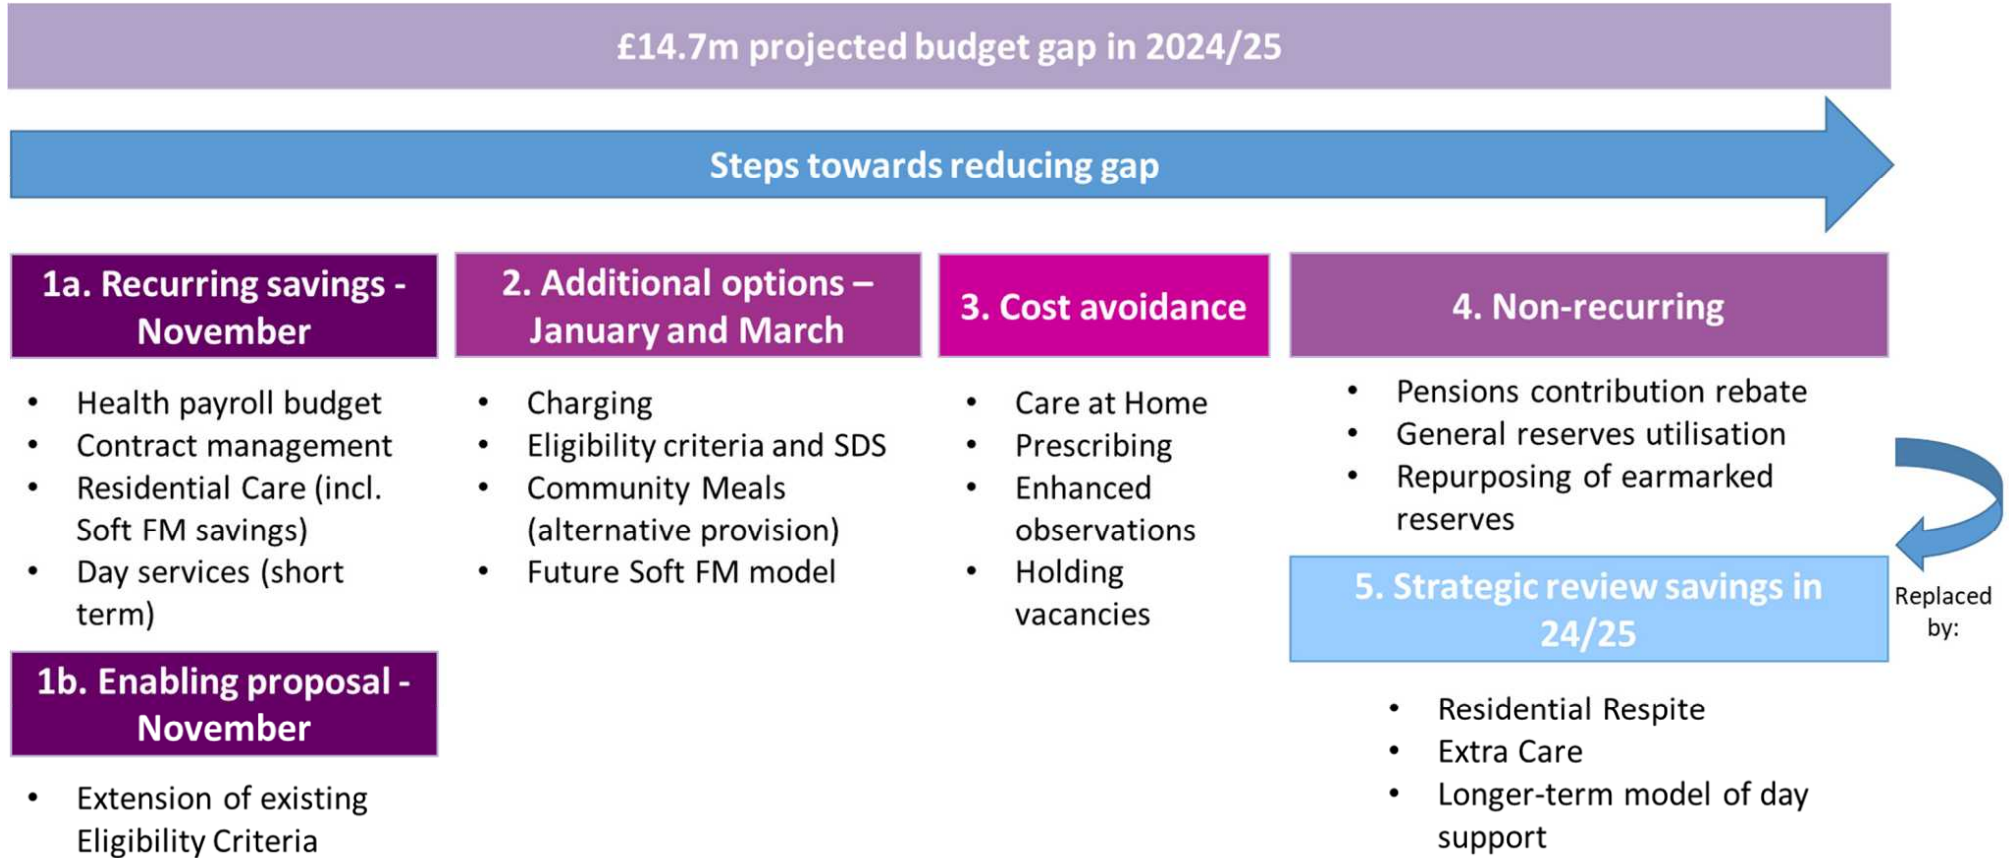 £14.7m projected budget gap in 2024/25
Steps towards reducing gap
1a. Recurring savings -
November
• Health payroll budget
• Contract management
• Residential Care (incl.
Soft FM savings)
• Day services (short
term)
1b. Enabling proposal -
November
• Extension of existing
Eligibility Criteria
2. Additional options –
January and March
• Charging
• Eligibility criteria and SDS
• Community Meals
(alternative provision)
• Future Soft FM model
3. Cost avoidance
• Care at Home
• Prescribing
• Enhanced
observations
• Holding
vacancies
4. Non-recurring
• Pensions contribution rebate
• General reserves utilisation
• Repurposing of earmarked
reserves
Replaced
by:
5. Strategic review savings in
24/25
• Residential Respite
• Extra Care
• Longer-term model of day
support